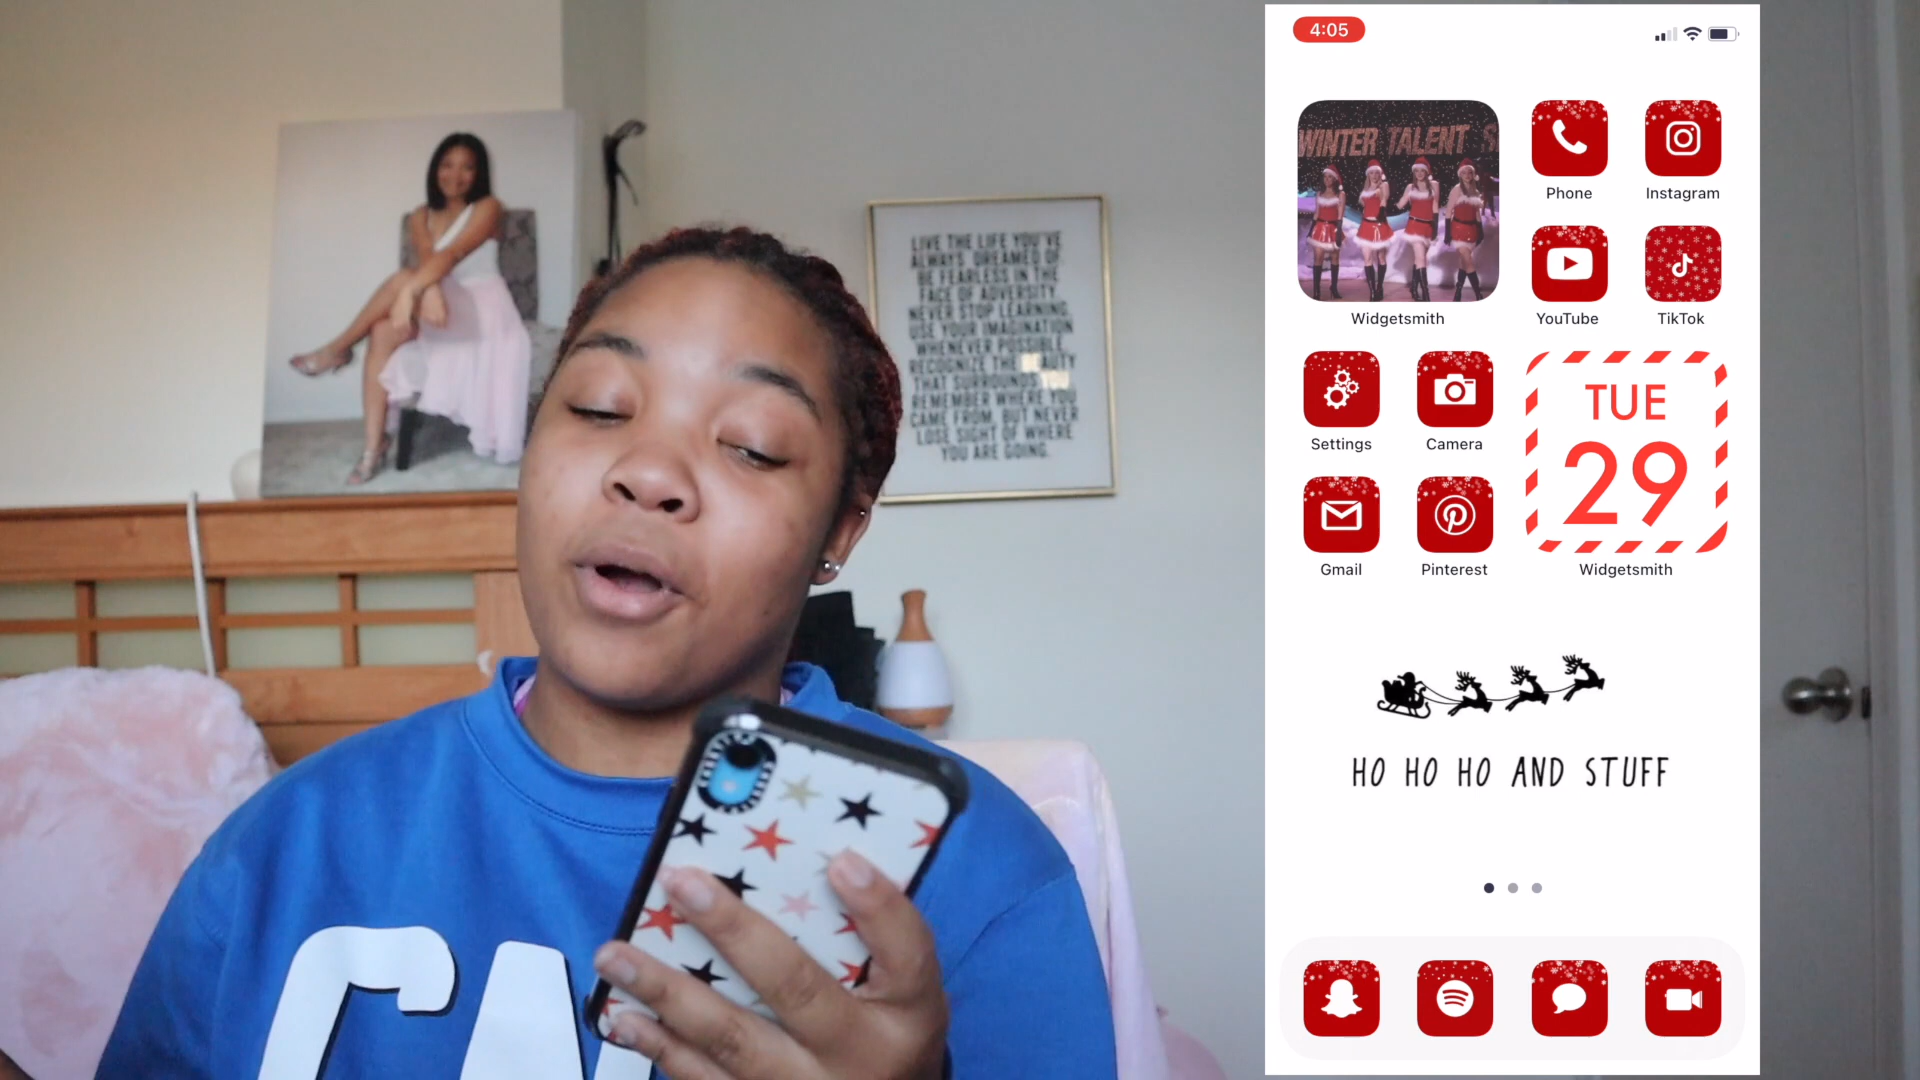 LIVE THE LIFE YOU'VE
ALWAYS DREAMED OF.
BE FEARLESS IN THE
FACE OF ADVERSITY.
NEVER STOP LEARNING.
USE YOUR IMAGINATION
WHENEVER POSSIBLE.
RECOGNIZE THE
THAT SURROUNDS YOU.
REMEMBER WHERE YOU
CAME FROM, BUT NEVER
LOSE SIGHT OF WHERE
YOU ARE GOING.
4:05
WINTER TALENT
Widgetsmith
Phone
Instagram
YouTube
TikTok
Settings
Camera
TUE
29
Gmail
Pinterest
Widgetsmith
HO HO HO AND STUFF